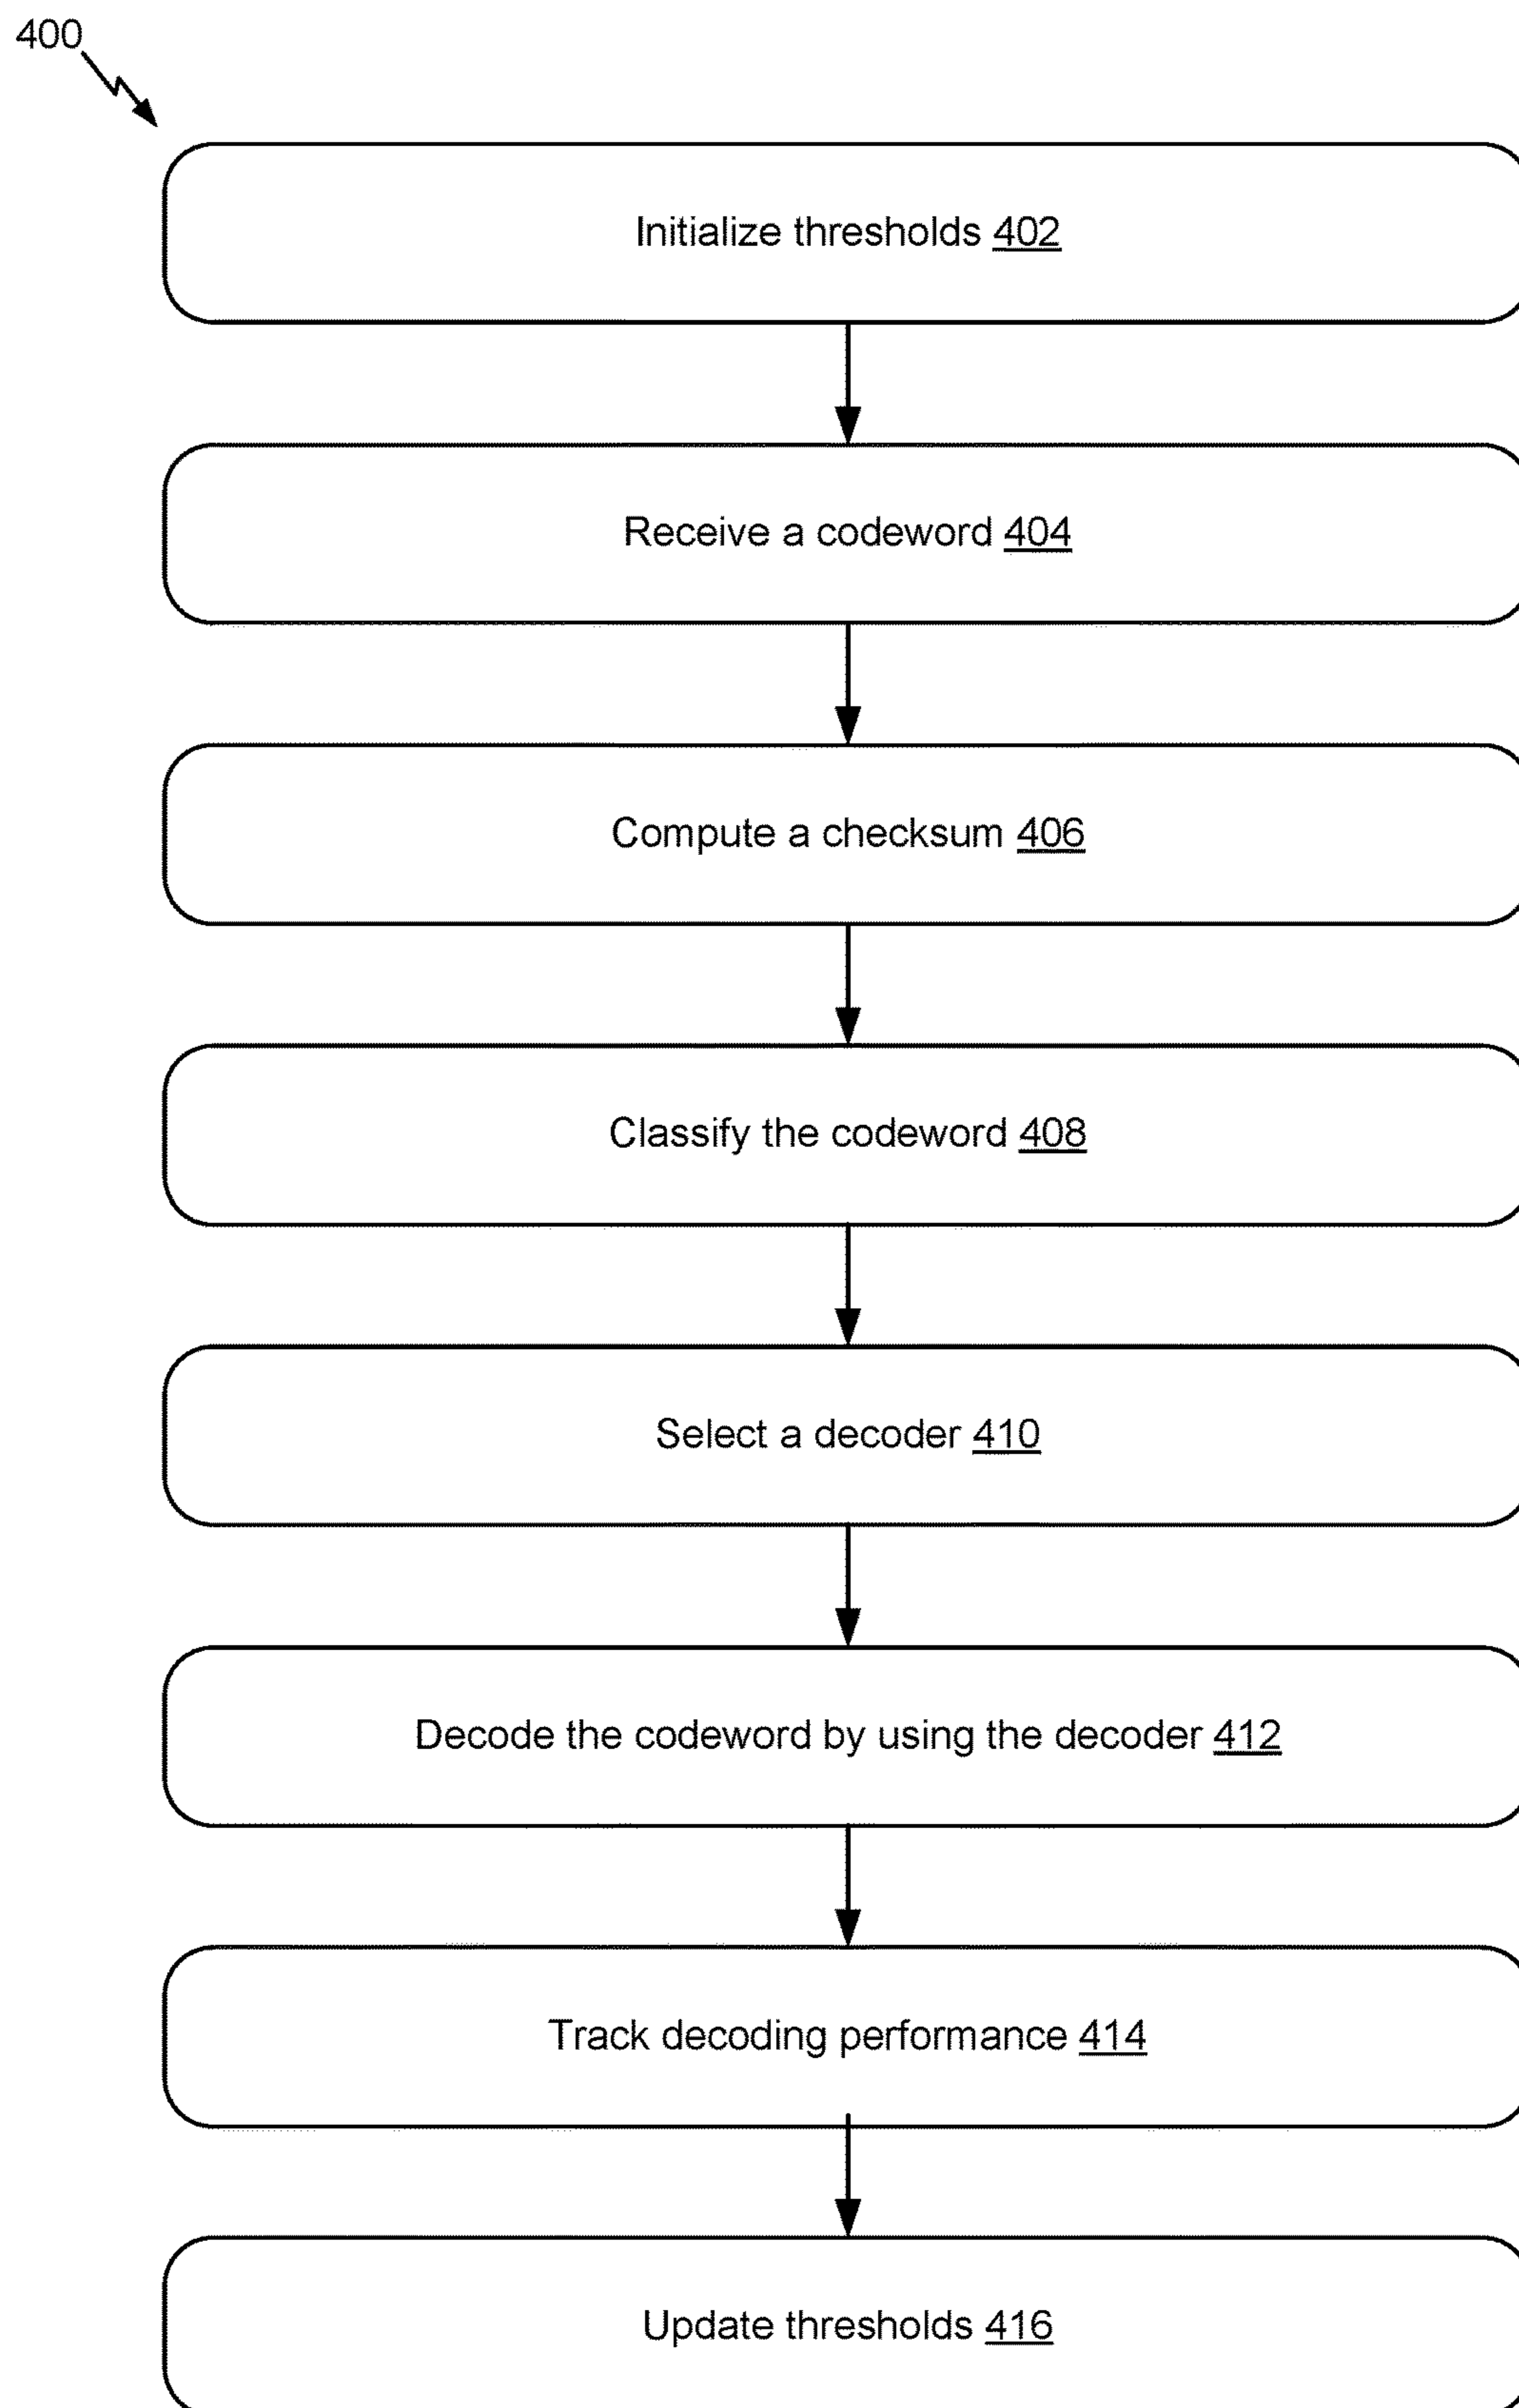 400
Initialize thresholds 402
Receive a codeword 404
Compute a checksum 406
Classify the codeword 408
Select a decoder 410
Decode the codeword by using the decoder 412
Track decoding performance 414
Update thresholds 416